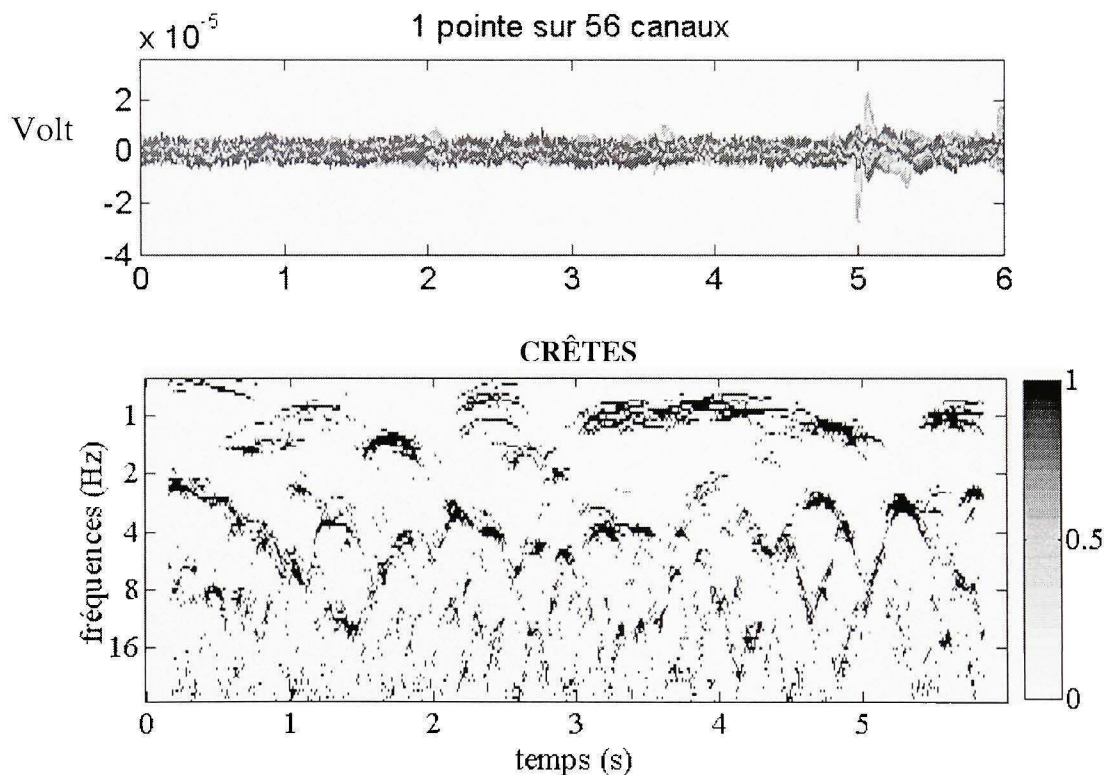 1 pointe sur 56 canaux
x 10^-5
Volt
2
0
-2
-4
0 1 2 3 4 5 6
CRÊTES
fréquences (Hz)
1
2
4
8
16
0 1 2 3 4 5
temps (s)
1
0.5
0